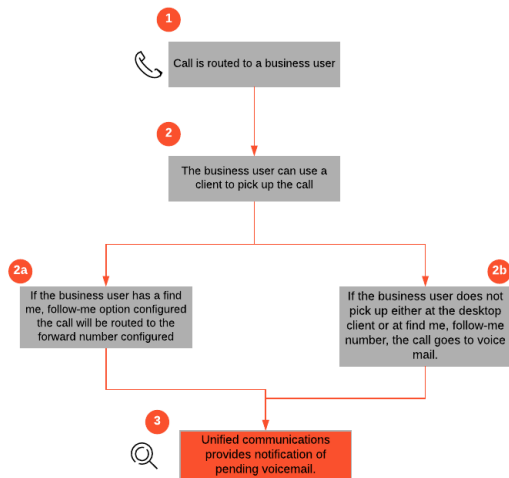 1
Call is routed to a business user
2
The business user can use a
client to pick up the call
2a
If the business user has a find
me, follow-me option configured
the call will be routed to the
forward number configured
2b
If the business user does not
pick up either at the desktop
client or at find me, follow-me
number, the call goes to voice
mail.
3
Unified communications
provides notification of
pending voicemail.